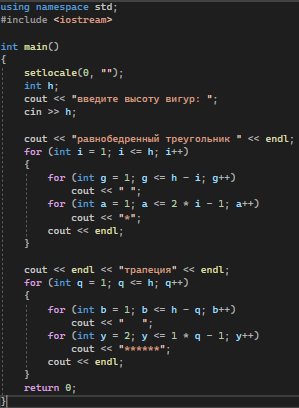 using namespace std;
#include <iostream>
int main()
{
setlocale(0, "");
int h;
cout << "введите высоту вигур: ";
cin >> h;
cout << "равнобедренный треугольник " << endl;
for (int i = 1; i <= h; i++)
{
for (int g = 1; g <= h - i; g++)
cout << " ";
for (int a = 1; a <= 2 * i - 1; a++)
cout << "*";
cout << endl;
}
cout << endl << "трапеция" << endl;
for (int q = 1; q <= h; q++)
{
for (int b = 1; b <= h - q; b++)
cout << "   ";
for (int y = 2; y <= 1 * q - 1; y++)
cout << "******";
cout << endl;
}
return 0;
}